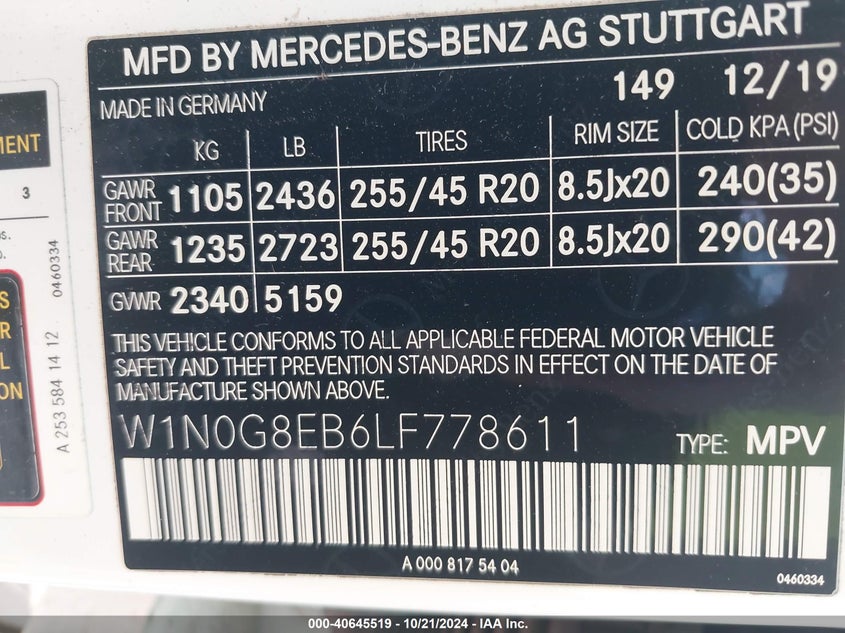 MFD BY MERCEDES-BENZ AG STUTTGART
MADE IN GERMANY 149 12/19
KG LB TIRES RIM SIZE COLD KPA (PSI)
GAWR FRONT 1105 2436 255/45 R20 8.5Jx20 240(35)
GAWR REAR 1235 2723 255/45 R20 8.5Jx20 290(42)
GVWR 2340 5159
THIS VEHICLE CONFORMS TO ALL APPLICABLE FEDERAL MOTOR VEHICLE
SAFETY AND THEFT PREVENTION STANDARDS IN EFFECT ON THE DATE OF
MANUFACTURE SHOWN ABOVE.
W1N0G8EB6LF778611 TYPE: MPV
A 000 817 54 04
0460334
3
A 253 584 14 12 0460334
000-40645519 - 10/21/2024 - IAA Inc.